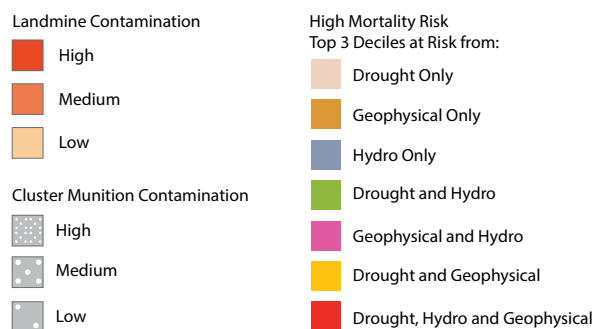 Landmine Contamination
High
Medium
Low
Cluster Munition Contamination
High
Medium
Low
High Mortality Risk
Top 3 Deciles at Risk from:
Drought Only
Geophysical Only
Hydro Only
Drought and Hydro
Geophysical and Hydro
Drought and Geophysical
Drought, Hydro and Geophysical